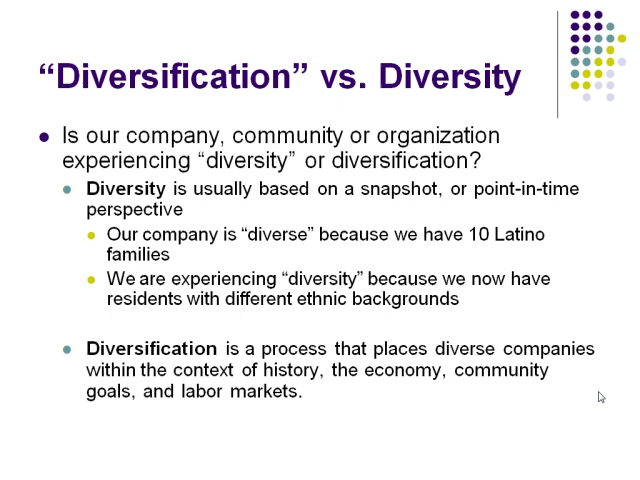 “Diversification” vs. Diversity
Is our company, community or organization
experiencing “diversity” or diversification?
Diversity is usually based on a snapshot, or point-in-time
perspective
Our company is “diverse” because we have 10 Latino
families
We are experiencing “diversity” because we now have
residents with different ethnic backgrounds
Diversification is a process that places diverse companies
within the context of history, the economy, community
goals, and labor markets.